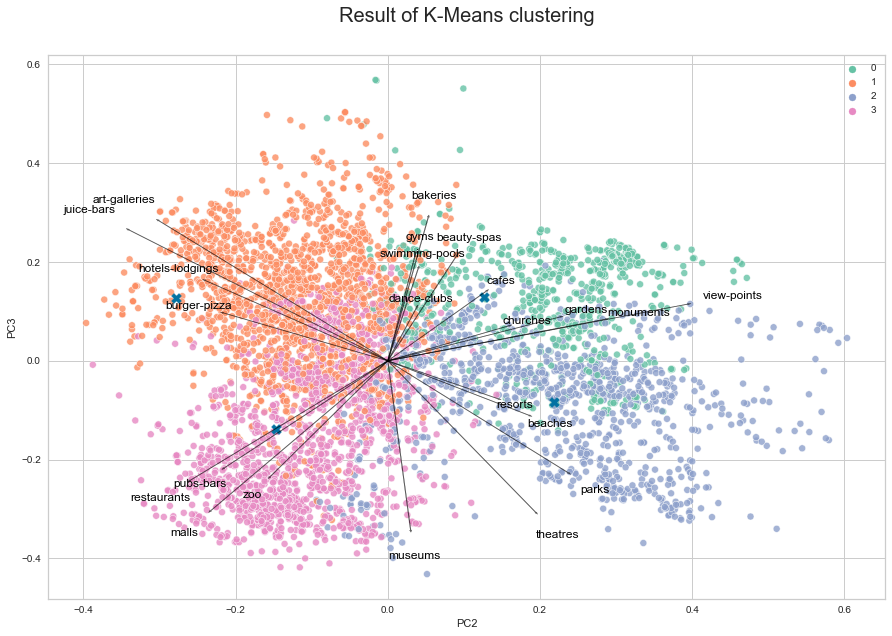 Result of K-Means clustering
0
1
2
3
0.6
0.4
0.2
0.0
−0.2
−0.4
PC3
bakeries
art-galleries
juice-bars
gyms
beauty-spas
swimming-pools
hotels-lodgings
cafes
view-points
dance-clubs
burger-pizza
gardens
monuments
churches
resorts
beaches
pubs-bars
restaurants
zoo
parks
malls
theatres
museums
−0.4
−0.2
0.0
0.2
0.4
0.6
PC2